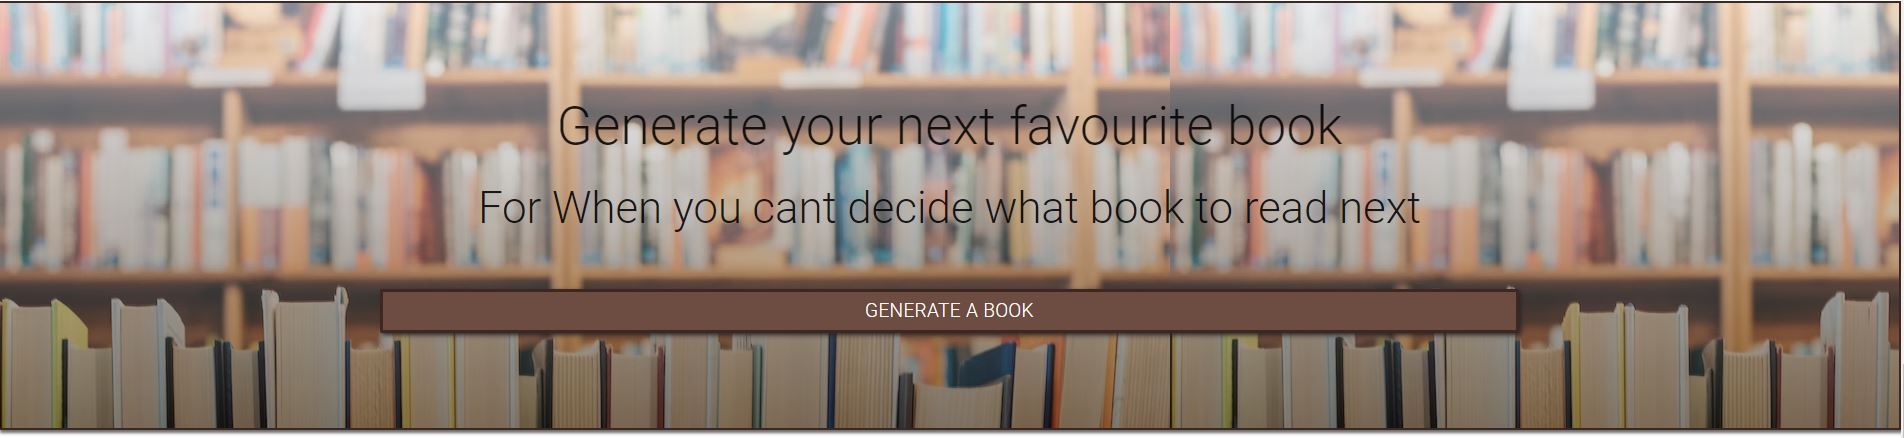 Generate your next favourite book
For When you cant decide what book to read next
GENERATE A BOOK